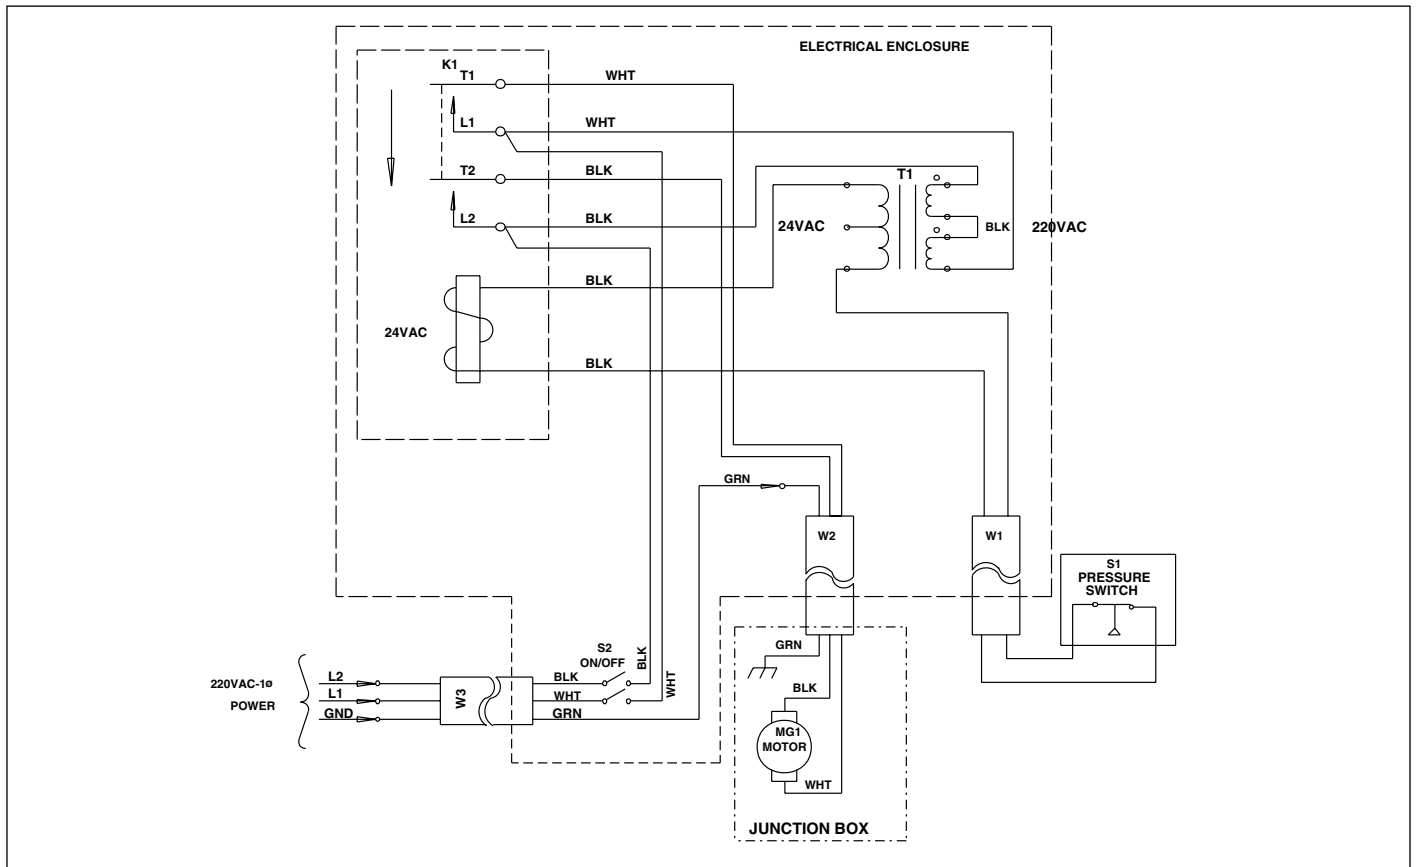 ELECTRICAL ENCLOSURE
K1
T1
WHT
L1
WHT
T2
BLK
T1
L2
BLK
24VAC
BLK
220VAC
BLK
24VAC
BLK
GRN
W2
W1
S1
PRESSURE
SWITCH
S2
ON/OFF
BLK
WHT
GRN
220VAC-1ø
POWER
L2
L1
GND
W3
BLK
WHT
GRN
BLK
MG1
MOTOR
WHT
JUNCTION BOX